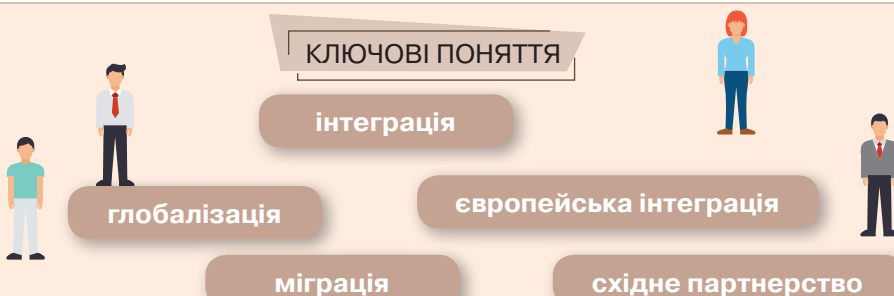 КЛЮЧОВІ ПОНЯТТЯ
інтеграція
глобалізація
європейська інтеграція
міграція
східне партнерство